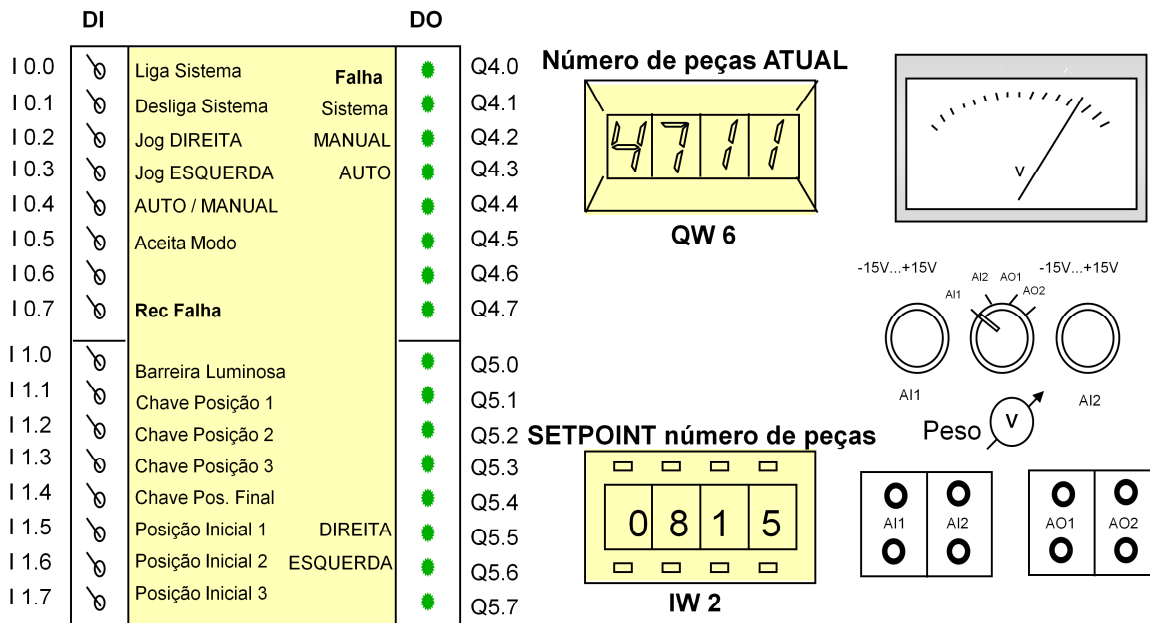 DI DO
I 0.0 Liga Sistema Falha Q4.0
I 0.1 Desliga Sistema Sistema Q4.1
I 0.2 Jog DIREITA MANUAL Q4.2
I 0.3 Jog ESQUERDA AUTO Q4.3
I 0.4 AUTO / MANUAL Q4.4
I 0.5 Aceita Modo Q4.5
I 0.6 Q4.6
I 0.7 Rec Falha Q4.7
I 1.0 Barreira Luminosa Q5.0
I 1.1 Chave Posição 1 Q5.1
I 1.2 Chave Posição 2 Q5.2
I 1.3 Chave Posição 3 Q5.3
I 1.4 Chave Pos. Final Q5.4
I 1.5 Posição Inicial 1 DIREITA Q5.5
I 1.6 Posição Inicial 2 ESQUERDA Q5.6
I 1.7 Posição Inicial 3 Q5.7
Número de peças ATUAL
4711
QW 6
SETPOINT número de peças
0815
IW 2
V
-15V...+15V -15V...+15V
AI1 AI2 AO1 AO2
AI1 AI2
Peso V
AI1 AI2 AO1 AO2